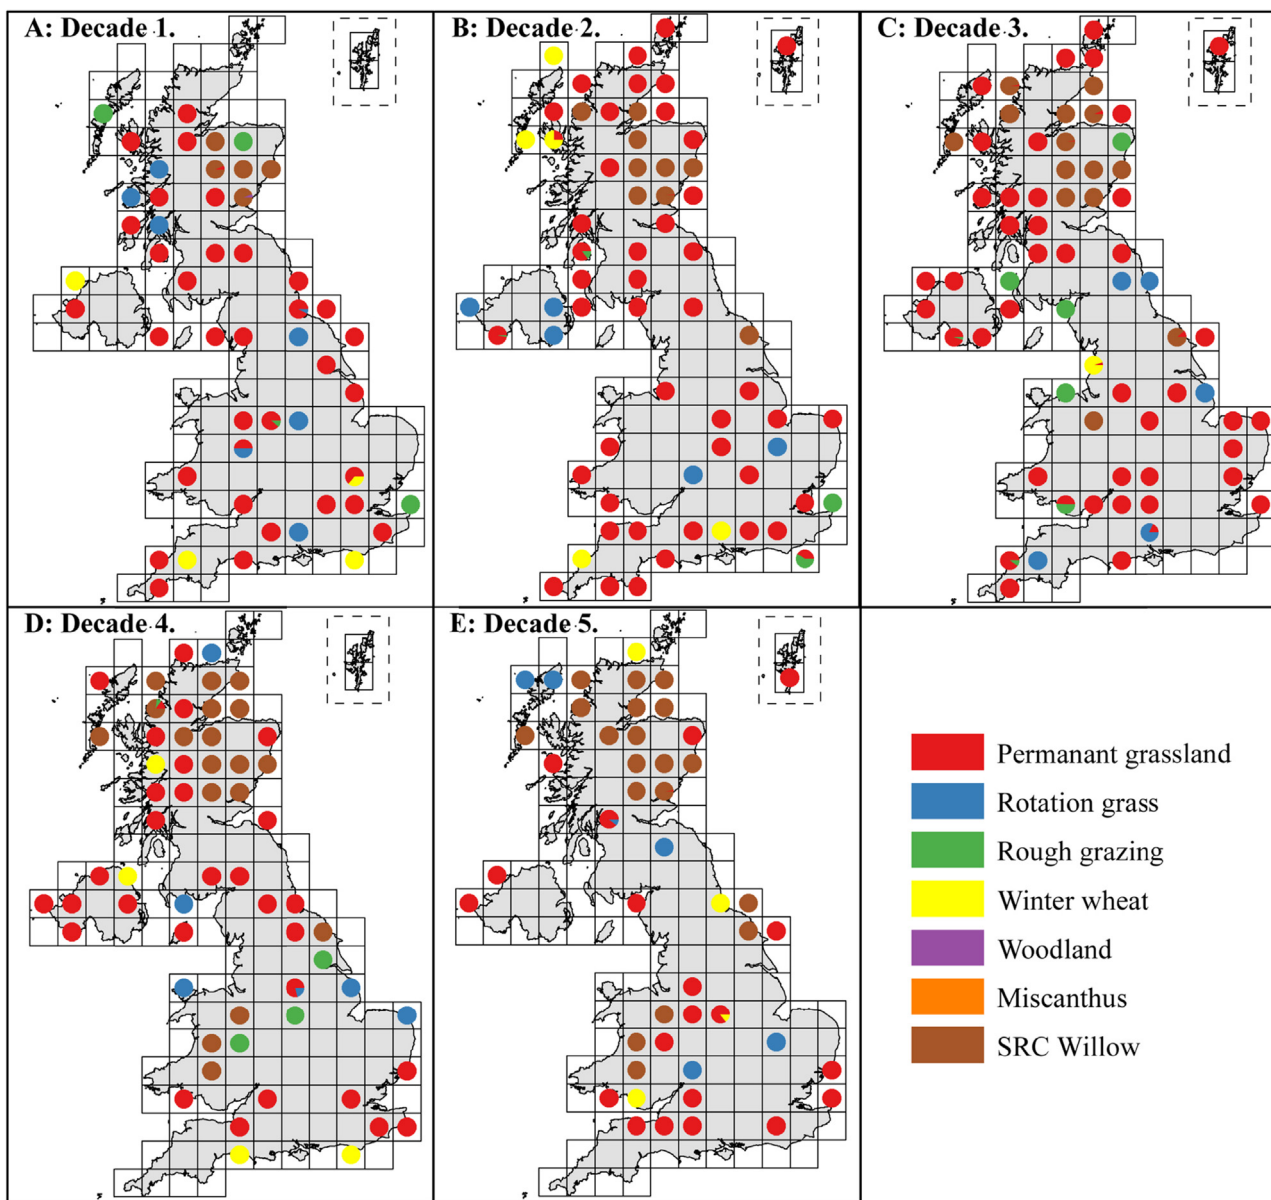 A: Decade 1.
B: Decade 2.
C: Decade 3.
D: Decade 4.
E: Decade 5.
Permanant grassland
Rotation grass
Rough grazing
Winter wheat
Woodland
Miscanthus
SRC Willow